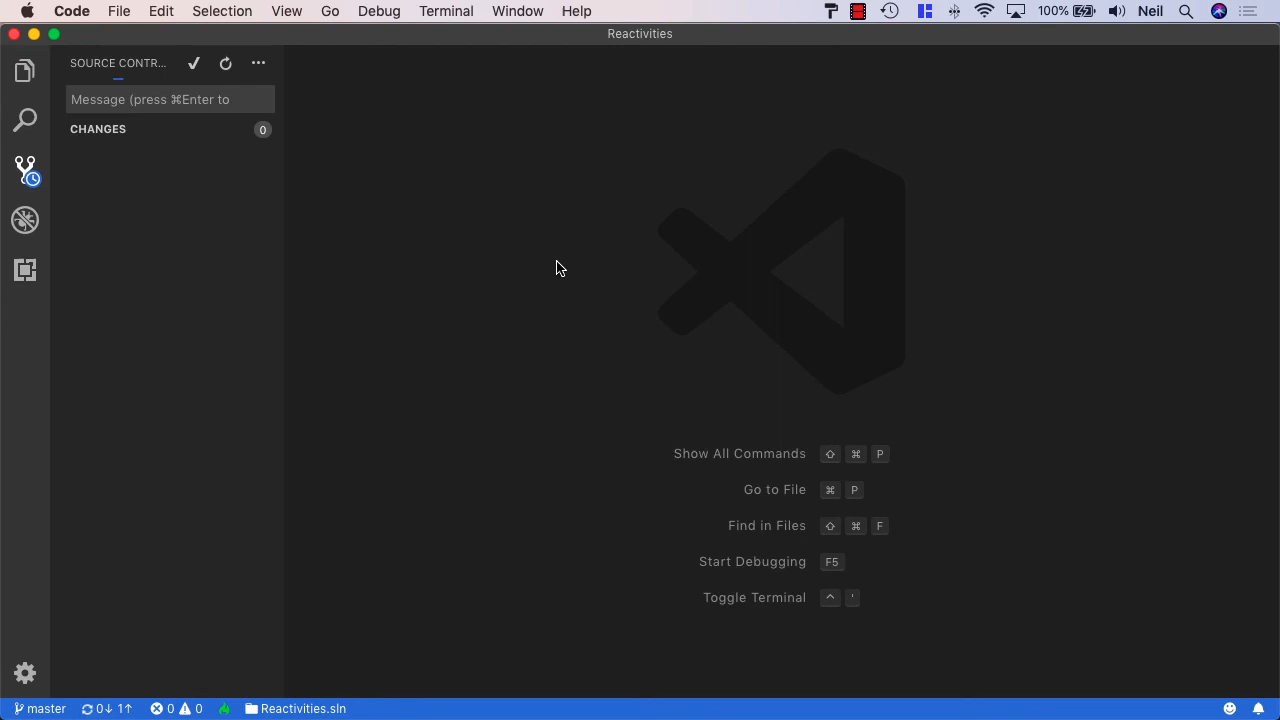 Code File Edit Selection View Go Debug Terminal Window Help 100% Neil
Reactivities
SOURCE CONTR...
Message (press ⌘Enter to
CHANGES 0
Show All Commands ⇧ ⌘ P
Go to File ⌘ P
Find in Files ⇧ ⌘ F
Start Debugging F5
Toggle Terminal ^ '
master 0↓ 1↑ 0 0 Reactivities.sln